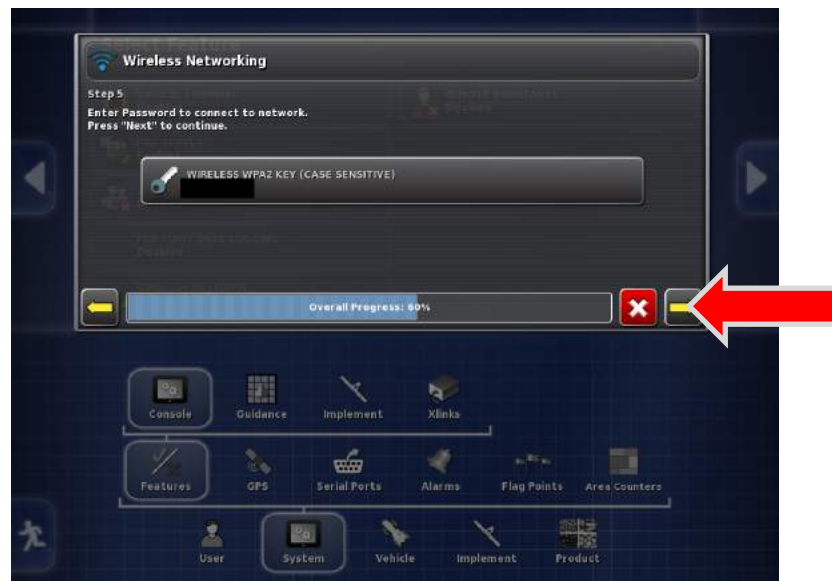 Wireless Networking
Step 5
Enter Password to connect to network.
Press "Next" to continue.
WIRELESS WPA2 KEY (CASE SENSITIVE)
Overall Progress: 60%
Console Guidance Implement Xlinks
Features GPS Serial Ports Alarms Flag Points Area Counters
User System Vehicle Implement Product